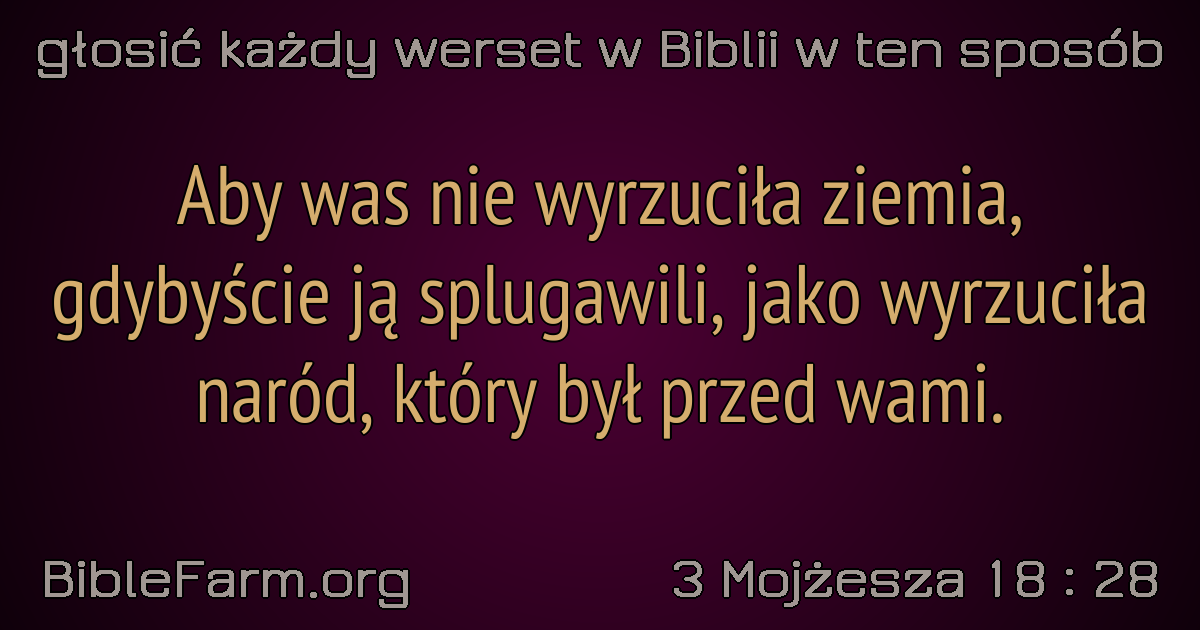 głosić każdy werset w Biblii w ten sposób
Aby was nie wyrzuciła ziemia,
gdybyście ją splugawili, jako wyrzuciła
naród, który był przed wami.
BibleFarm.org
3 Mojżesza 18 : 28